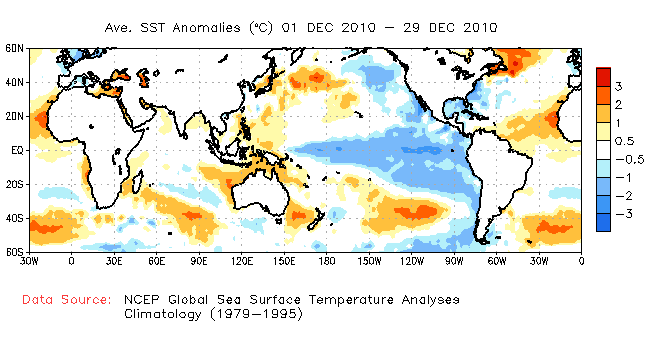 Ave. SST Anomalies (°C) 01 DEC 2010 – 29 DEC 2010
60N
40N
20N
EQ
20S
40S
60S
30W 0 30E 60E 90E 120E 150E 180 150W 120W 90W 60W 30W 0
3
2
1
0.5
-0.5
-1
-2
-3
Data Source: NCEP Global Sea Surface Temperature Analyses
Climatology (1979–1995)